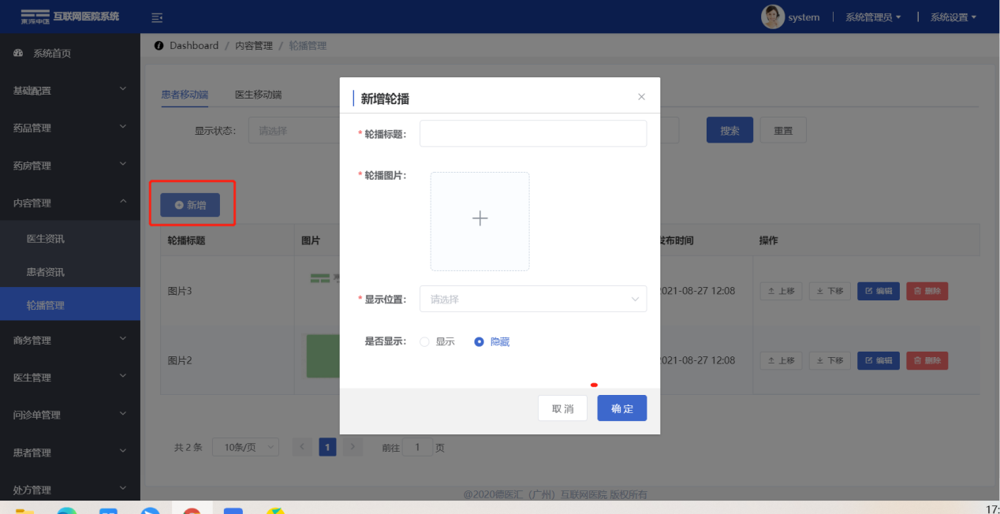 東源中医 互联网医院系统
system
系统管理员
系统设置
系统首页
Dashboard / 内容管理 / 轮播管理
基础配置
药品管理
药房管理
内容管理
医生资讯
患者资讯
轮播管理
商务管理
医生管理
问诊单管理
患者管理
处方管理
患者移动端 医生移动端
显示状态： 请选择
搜索 重置
新增
轮播标题 图片 发布时间 操作
图片3 021-08-27 12:08 上移 下移 编辑 删除
图片2 021-08-27 12:08 上移 下移 编辑 删除
共 2 条 10条/页 1 前往 1 页
新增轮播
* 轮播标题：
* 轮播图片：
* 显示位置： 请选择
是否显示： 显示 隐藏
取 消 确 定
@2020德医汇（广州）互联网医院 版权所有
17: